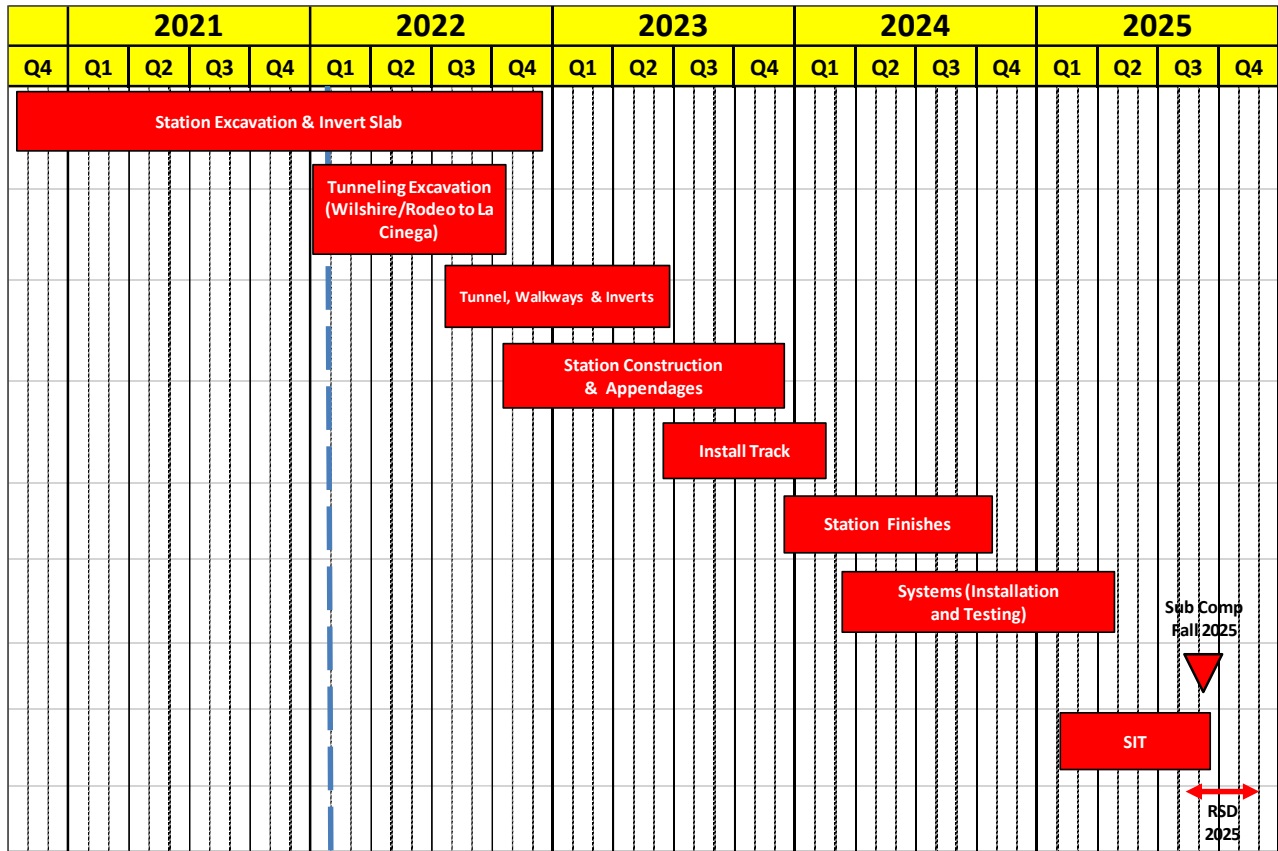 2021 2022 2023 2024 2025
Q4 Q1 Q2 Q3 Q4 Q1 Q2 Q3 Q4 Q1 Q2 Q3 Q4 Q1 Q2 Q3 Q4 Q1 Q2 Q3 Q4
Station Excavation & Invert Slab
Tunneling Excavation
(Wilshire/Rodeo to La
Cinega)
Tunnel, Walkways & Inverts
Station Construction
& Appendages
Install Track
Station Finishes
Systems (Installation
and Testing)
Sub Comp
Fall 2025
SIT
RSD
2025